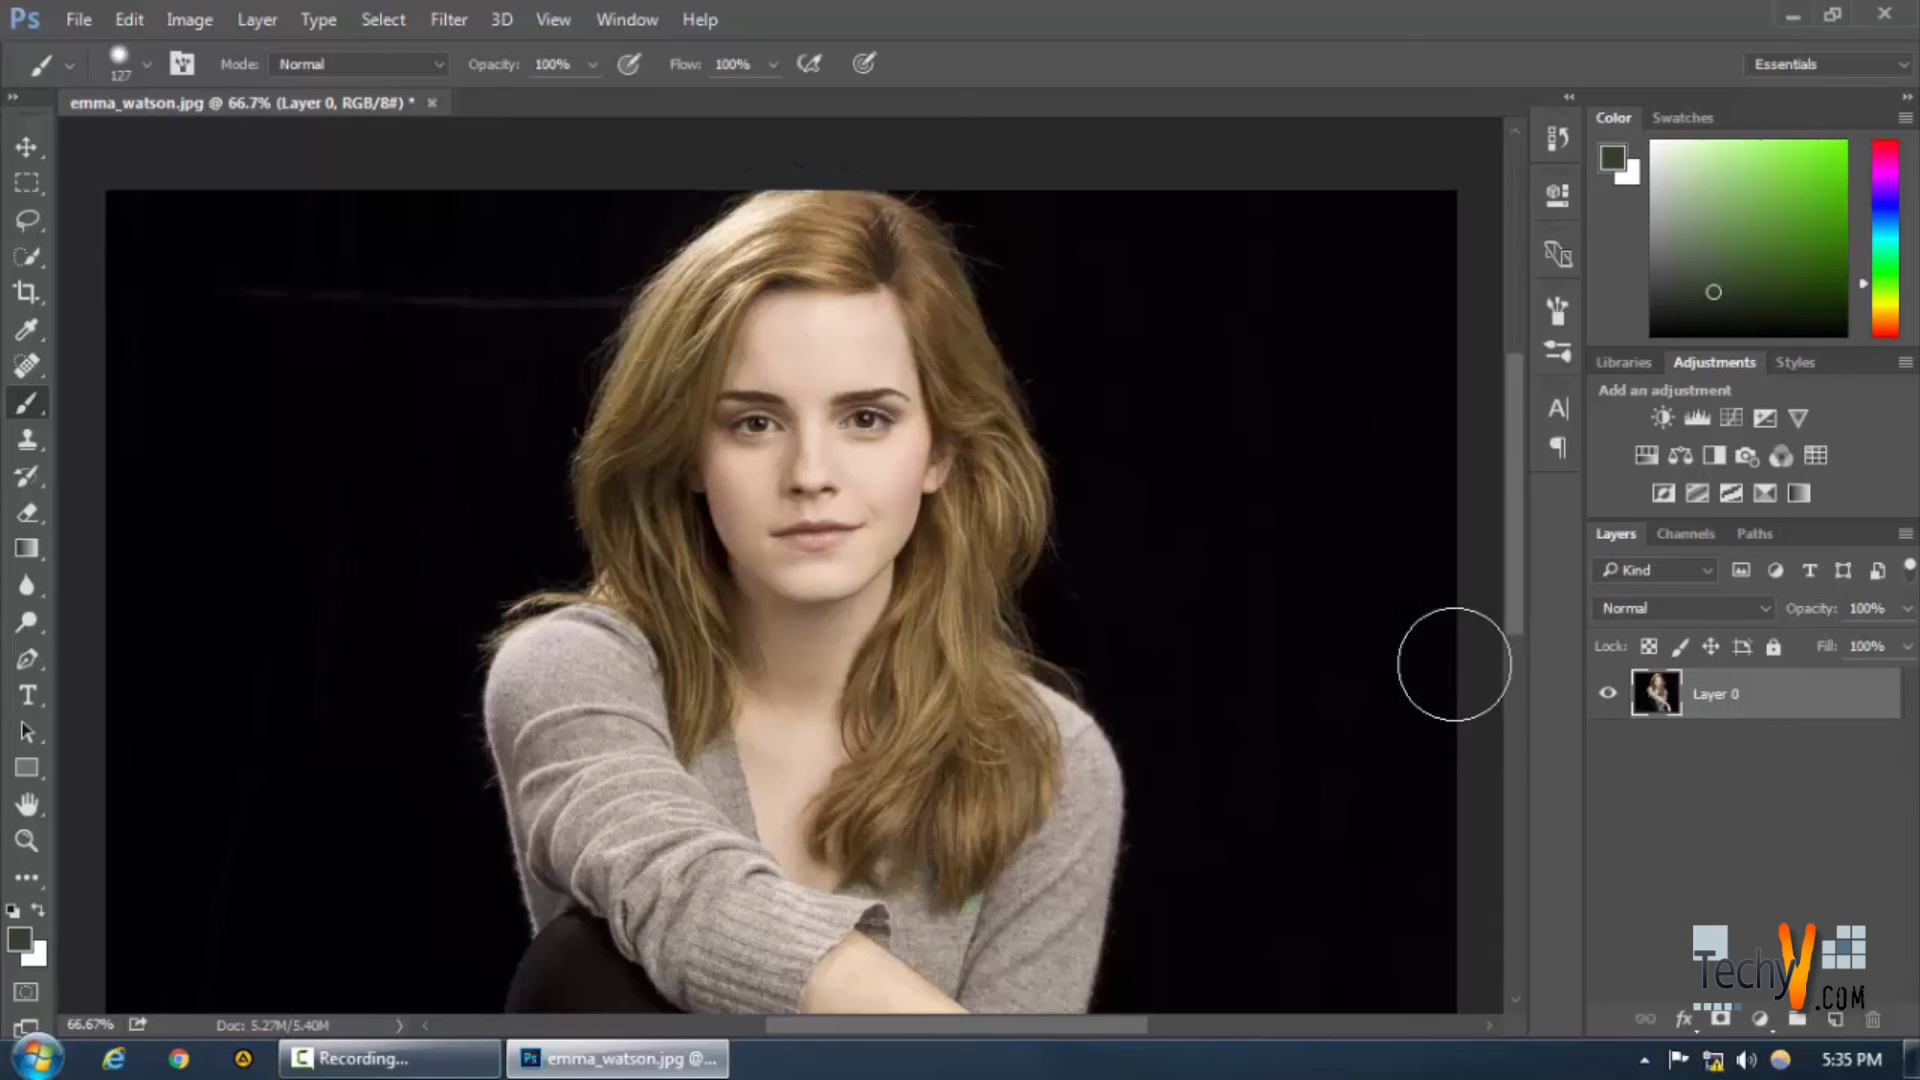 Ps File Edit Image Layer Type Select Filter 3D View Window Help
127 Mode: Normal Opacity: 100% Flow: 100% Essentials
emma_watson.jpg @ 66.7% (Layer 0, RGB/8#) *
Color Swatches
Libraries Adjustments Styles
Add an adjustment
Layers Channels Paths
Kind
Normal Opacity: 100%
Lock: Fill: 100%
Layer 0
TechyV
.COM
66.67% Doc: 5.27M/5.40M
Recording... Ps emma_watson.jpg @... 5:35 PM